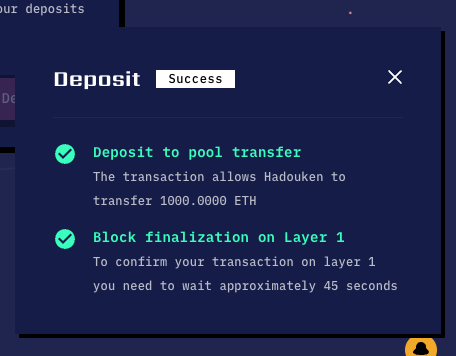 our deposits
Deposit Success
De
Deposit to pool transfer
The transaction allows Hadouken to
transfer 1000.0000 ETH
Block finalization on Layer 1
To confirm your transaction on layer 1
you need to wait approximately 45 seconds